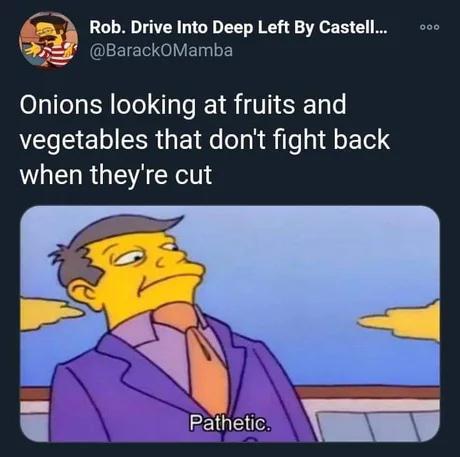 Rob. Drive Into Deep Left By Castell...
@BarackOMamba
Onions looking at fruits and
vegetables that don't fight back
when they're cut
Pathetic.